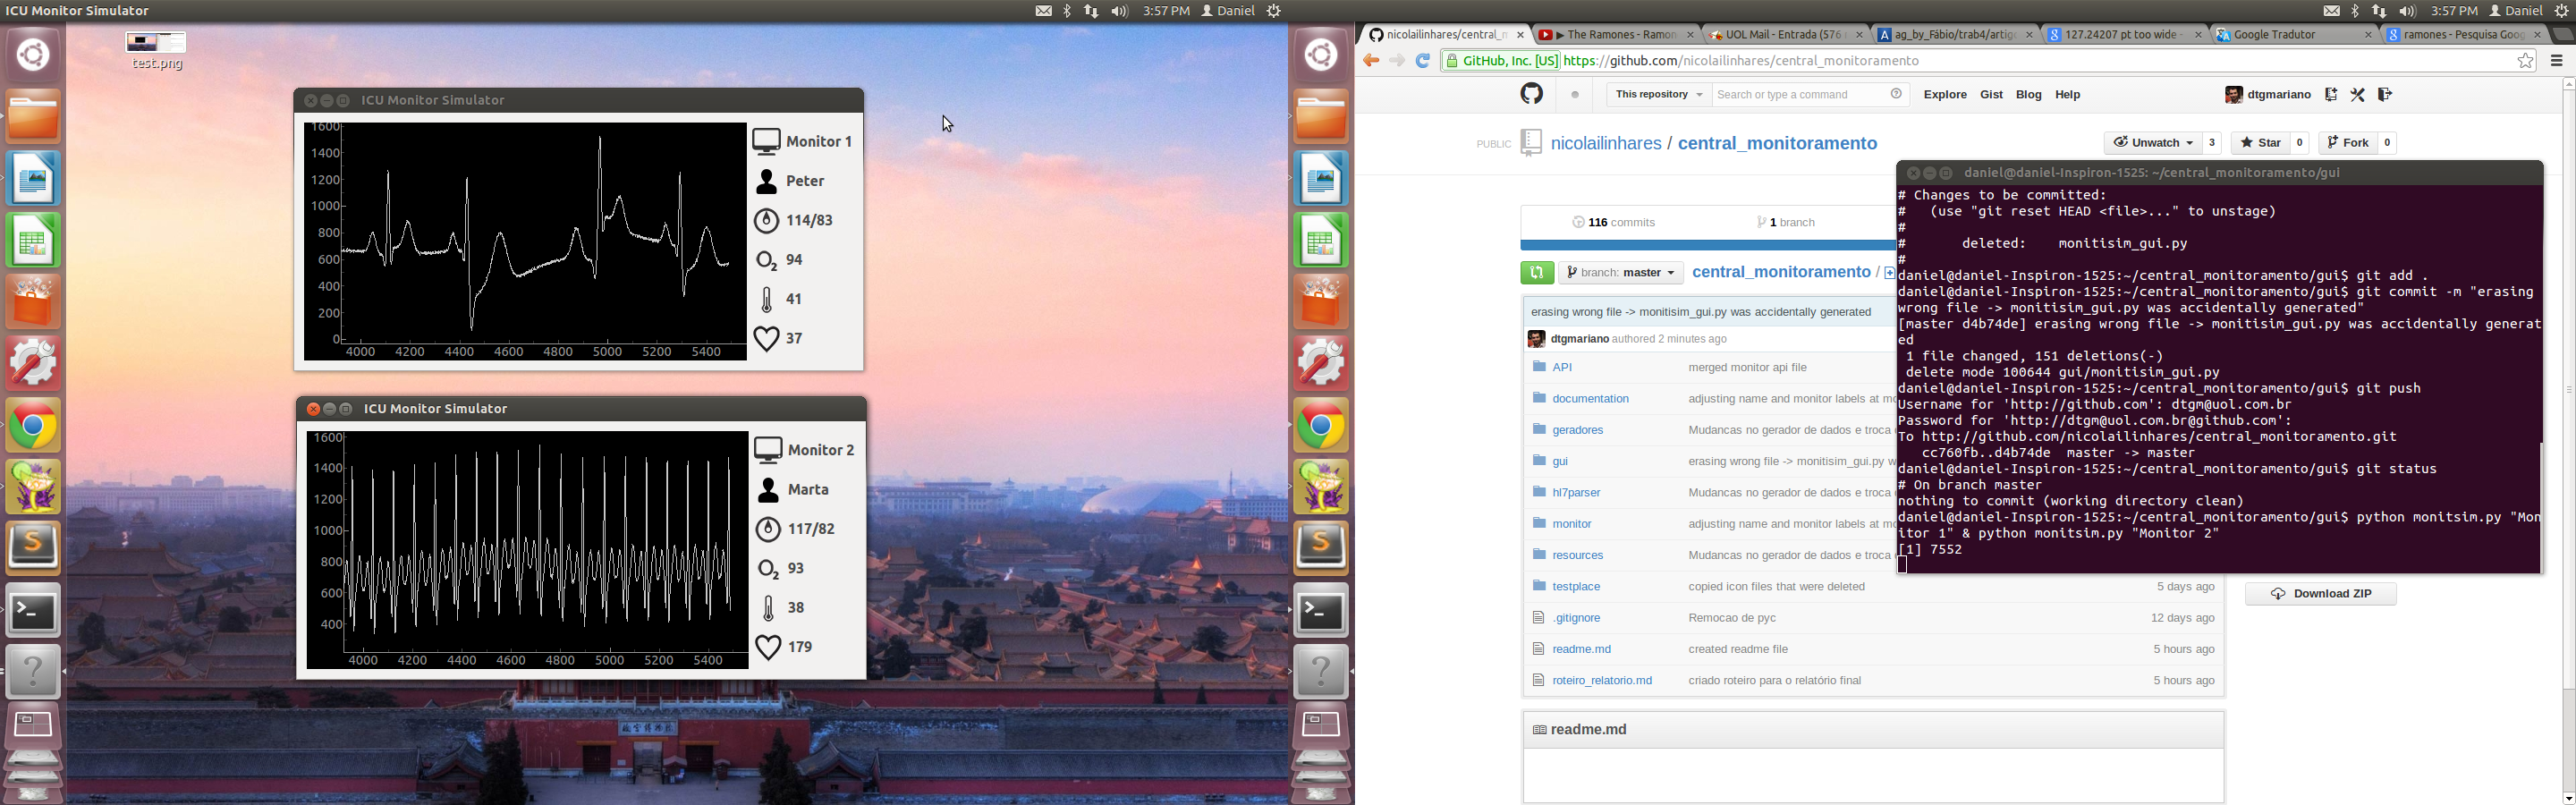 ICU Monitor Simulator
3:57 PM Daniel
test.png
ICU Monitor Simulator
1600
1400
1200
1000
800
600
400
200
0
4000 4200 4400 4600 4800 5000 5200 5400
Monitor 1
Peter
114/83
O2 94
41
37
ICU Monitor Simulator
1600
1400
1200
1000
800
600
400
4000 4200 4400 4600 4800 5000 5200 5400
Monitor 2
Marta
117/82
O2 93
38
179
3:57 PM Daniel
nicolailinhares/central_m
The Ramones - Ramon
UOL Mail - Entrada (576
ag_by_Fábio/trab4/artig
127.24207 pt too wide -
Google Tradutor
ramones - Pesquisa Goog
GitHub, Inc. [US] https://github.com/nicolailinhares/central_monitoramento
This repository Search or type a command Explore Gist Blog Help dtgmariano
PUBLIC nicolailinhares / central_monitoramento Unwatch 3 Star 0 Fork 0
116 commits 1 branch
branch: master central_monitoramento /
erasing wrong file -> monitisim_gui.py was accidentally generated
dtgmariano authored 2 minutes ago
API merged monitor api file
documentation adjusting name and monitor labels at mo
geradores Mudancas no gerador de dados e troca
gui erasing wrong file -> monitisim_gui.py w
hl7parser Mudancas no gerador de dados e troca
monitor adjusting name and monitor labels at mo
resources Mudancas no gerador de dados e troca
testplace copied icon files that were deleted 5 days ago
.gitignore Remocao de pyc 12 days ago
readme.md created readme file 5 hours ago
roteiro_relatorio.md criado roteiro para o relatório final 5 hours ago
Download ZIP
readme.md
daniel@daniel-Inspiron-1525: ~/central_monitoramento/gui
# Changes to be committed:
#   (use "git reset HEAD <file>..." to unstage)
#
#       deleted:    monitisim_gui.py
#
daniel@daniel-Inspiron-1525:~/central_monitoramento/gui$ git add .
daniel@daniel-Inspiron-1525:~/central_monitoramento/gui$ git commit -m "erasing
wrong file -> monitisim_gui.py was accidentally generated"
[master d4b74de] erasing wrong file -> monitisim_gui.py was accidentally generat
ed
 1 file changed, 151 deletions(-)
 delete mode 100644 gui/monitisim_gui.py
daniel@daniel-Inspiron-1525:~/central_monitoramento/gui$ git push
Username for 'http://github.com': dtgm@uol.com.br
Password for 'http://dtgm@uol.com.br@github.com':
To http://github.com/nicolailinhares/central_monitoramento.git
   cc760fb..d4b74de  master -> master
daniel@daniel-Inspiron-1525:~/central_monitoramento/gui$ git status
# On branch master
nothing to commit (working directory clean)
daniel@daniel-Inspiron-1525:~/central_monitoramento/gui$ python monitsim.py "Mon
itor 1" & python monitsim.py "Monitor 2"
[1] 7552